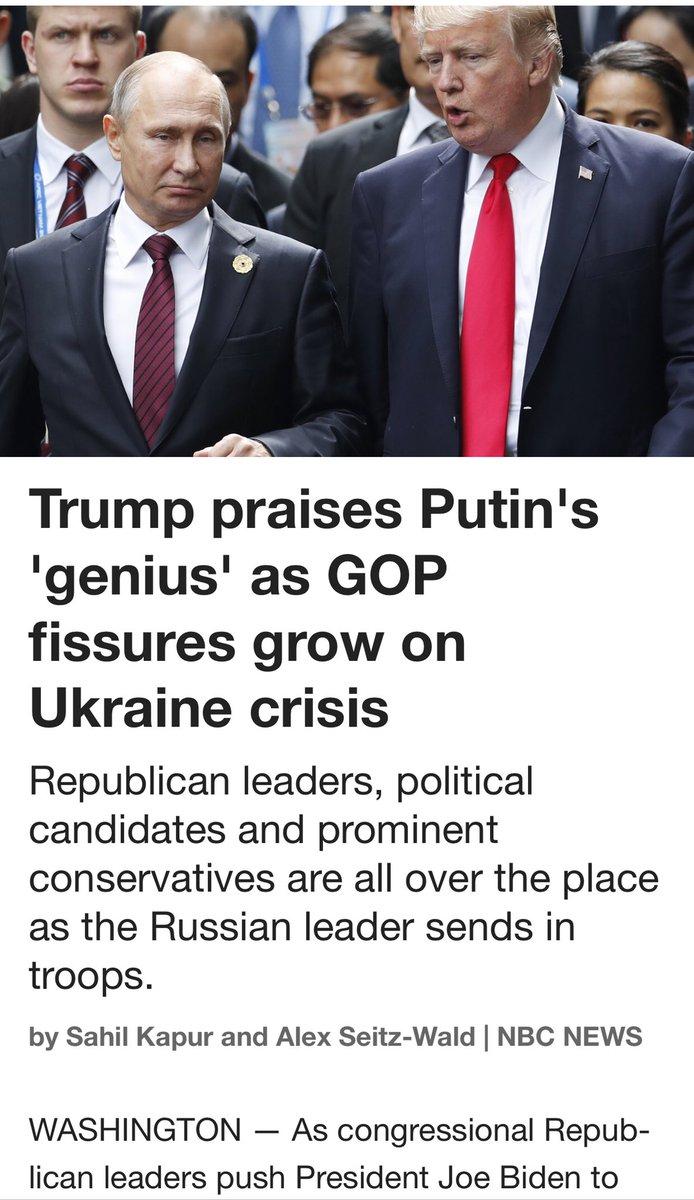 Trump praises Putin's
'genius' as GOP
fissures grow on
Ukraine crisis
Republican leaders, political
candidates and prominent
conservatives are all over the place
as the Russian leader sends in
troops.
by Sahil Kapur and Alex Seitz-Wald | NBC NEWS
WASHINGTON — As congressional Repub-
lican leaders push President Joe Biden to